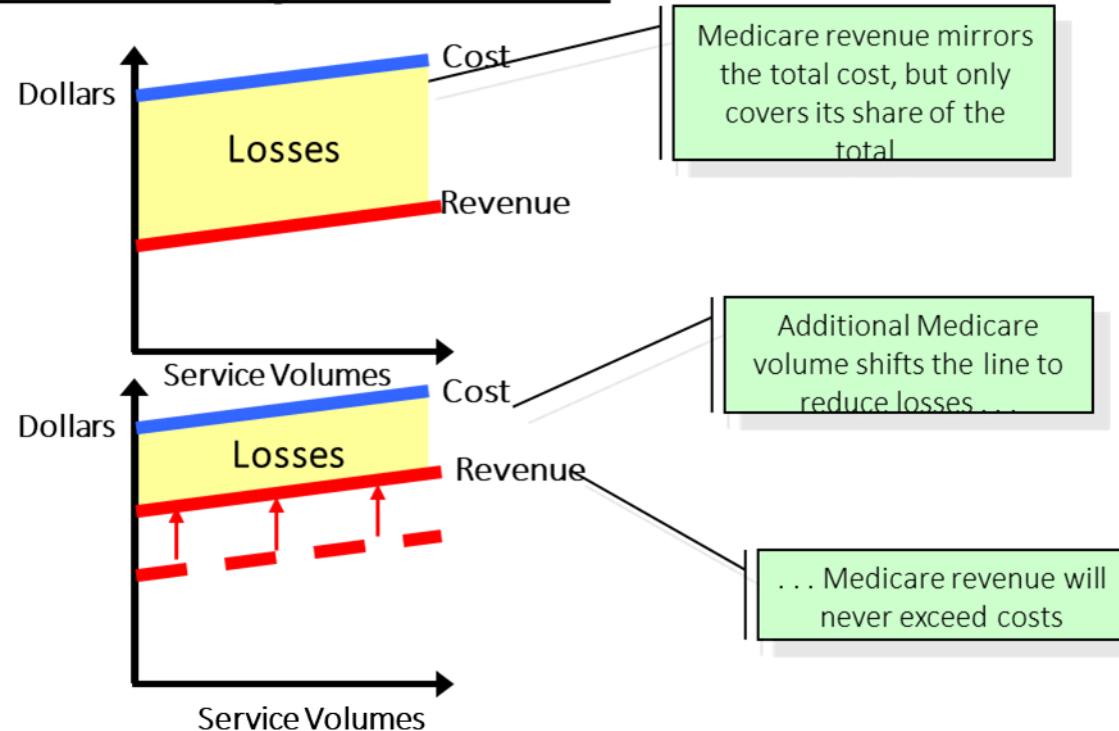 Cost
Dollars
Losses
Revenue
Service Volumes
Medicare revenue mirrors
the total cost, but only
covers its share of the
total
Cost
Dollars
Losses
Revenue
Service Volumes
Additional Medicare
volume shifts the line to
reduce losses . . .
. . . Medicare revenue will
never exceed costs